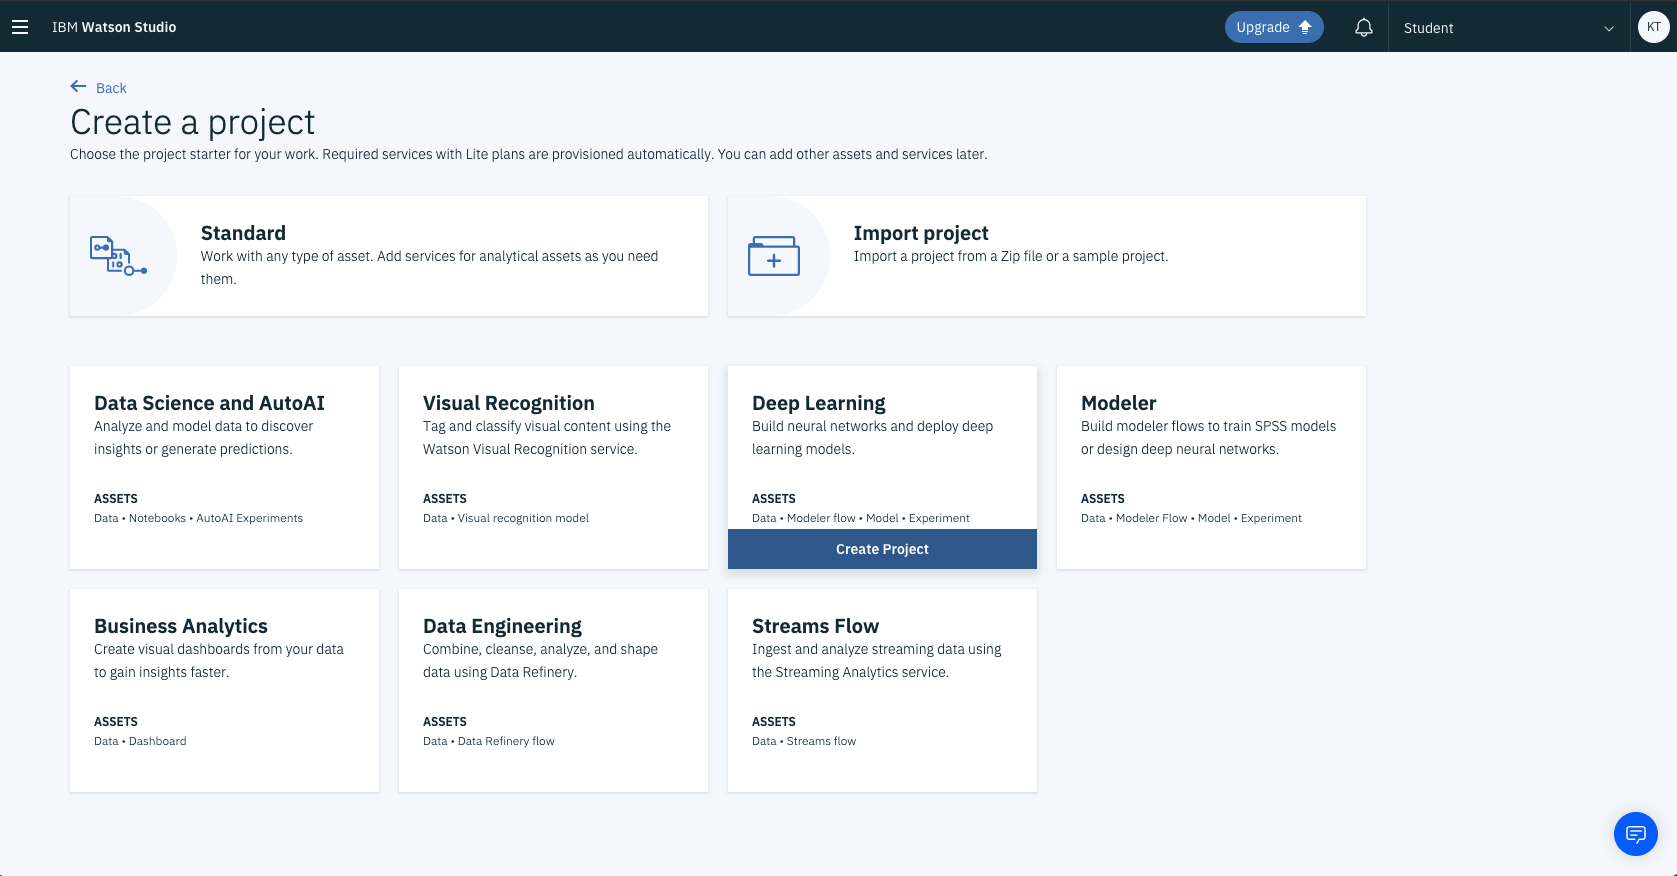 IBM Watson Studio
Upgrade
Student
KT
Back
Create a project
Choose the project starter for your work. Required services with Lite plans are provisioned automatically. You can add other assets and services later.
Standard
Work with any type of asset. Add services for analytical assets as you need
them.
Import project
Import a project from a Zip file or a sample project.
Data Science and AutoAI
Analyze and model data to discover
insights or generate predictions.
ASSETS
Data • Notebooks • AutoAI Experiments
Visual Recognition
Tag and classify visual content using the
Watson Visual Recognition service.
ASSETS
Data • Visual recognition model
Deep Learning
Build neural networks and deploy deep
learning models.
ASSETS
Data • Modeler flow • Model • Experiment
Create Project
Modeler
Build modeler flows to train SPSS models
or design deep neural networks.
ASSETS
Data • Modeler Flow • Model • Experiment
Business Analytics
Create visual dashboards from your data
to gain insights faster.
ASSETS
Data • Dashboard
Data Engineering
Combine, cleanse, analyze, and shape
data using Data Refinery.
ASSETS
Data • Data Refinery flow
Streams Flow
Ingest and analyze streaming data using
the Streaming Analytics service.
ASSETS
Data • Streams flow